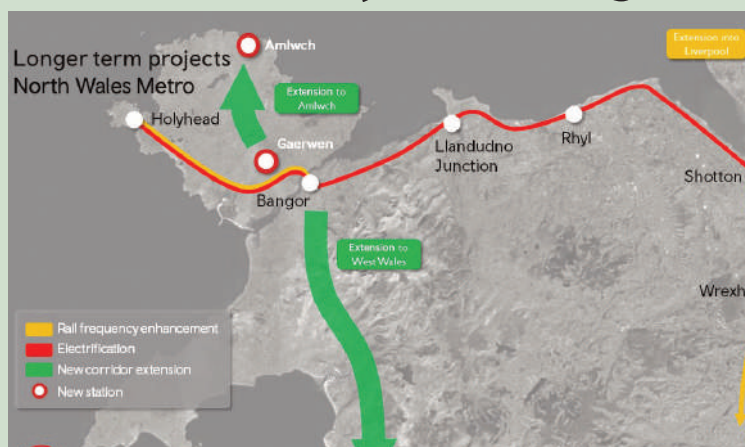 Longer term projects
North Wales Metro
Amlwch
Extension into
Liverpool
Extension to
Amlwch
Holyhead
Gaerwen
Bangor
Llandudno
Junction
Rhyl
Shotton
Extension to
West Wales
Wrexh
Rail frequency enhancement
Electrification
New corridor extension
New station